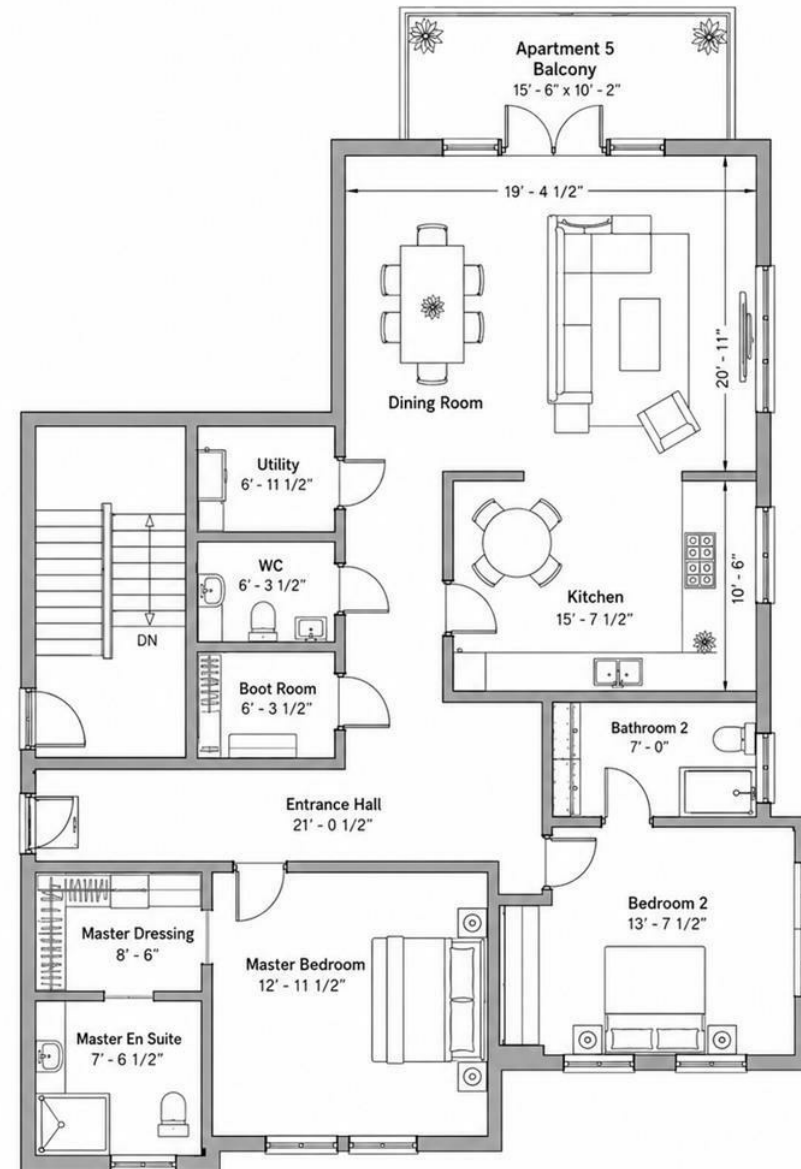 Apartment 5
Balcony
15' - 6" x 10' - 2"
19' - 4 1/2"
20' - 11"
Dining Room
Utility
6' - 11 1/2"
WC
6' - 3 1/2"
Kitchen
15' - 7 1/2"
10' - 6"
DN
Boot Room
6' - 3 1/2"
Bathroom 2
7' - 0"
Entrance Hall
21' - 0 1/2"
Master Dressing
8' - 6"
Master Bedroom
12' - 11 1/2"
Bedroom 2
13' - 7 1/2"
Master En Suite
7' - 6 1/2"